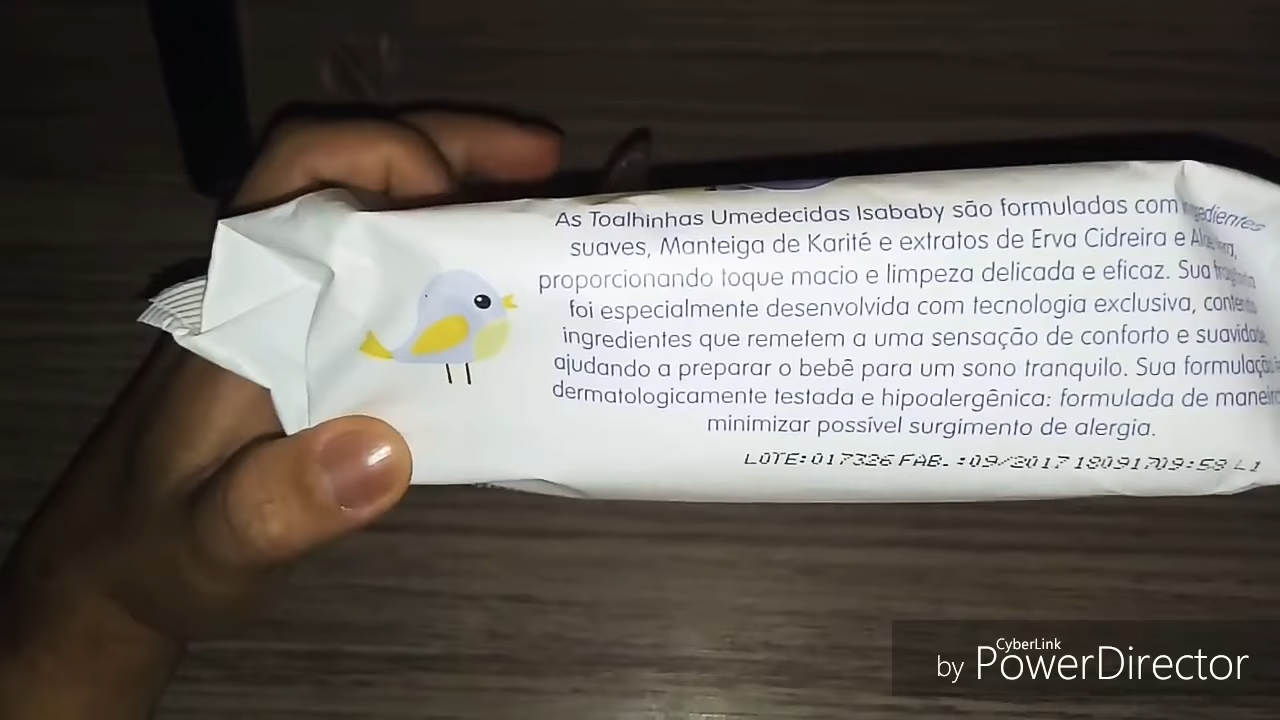 As Toalhinhas Umedecidas Isababy são formuladas com
suaves, Manteiga de Karité e extratos de Erva Cidreira e
proporcionando toque macio e limpeza delicada e eficaz. Sua
foi especialmente desenvolvida com tecnologia exclusiva,
ingredientes que remetem a uma sensação de conforto e
ajudando a preparar o bebê para um sono tranquilo. Sua
dermatologicamente testada e hipoalergênica: formulada de
minimizar possível surgimento de alergia.
LOTE:017326 FAB.:09/2017 18091709:58 L1
CyberLink
by PowerDirector